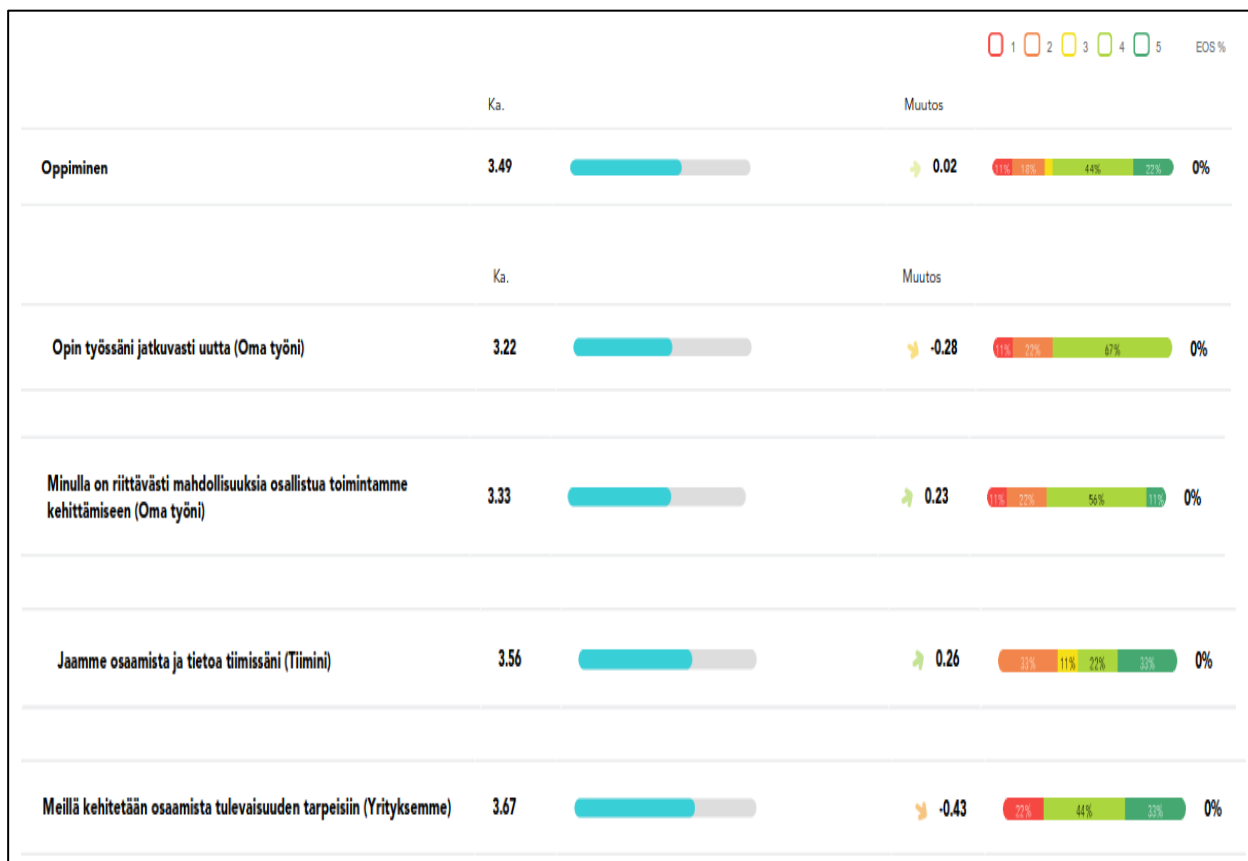 1 2 3 4 5 EOS %
Ka. Muutos
Oppiminen 3.49 0.02 11% 18% 44% 22% 0%
Ka. Muutos
Opin työssäni jatkuvasti uutta (Oma työni) 3.22 -0.28 11% 22% 67% 0%
Minulla on riittävästi mahdollisuuksia osallistua toimintamme
kehittämiseen (Oma työni) 3.33 0.23 11% 22% 56% 11% 0%
Jaamme osaamista ja tietoa tiimissäni (Tiimini) 3.56 0.26 33% 11% 22% 33% 0%
Meillä kehitetään osaamista tulevaisuuden tarpeisiin (Yrityksemme) 3.67 -0.43 22% 44% 33% 0%